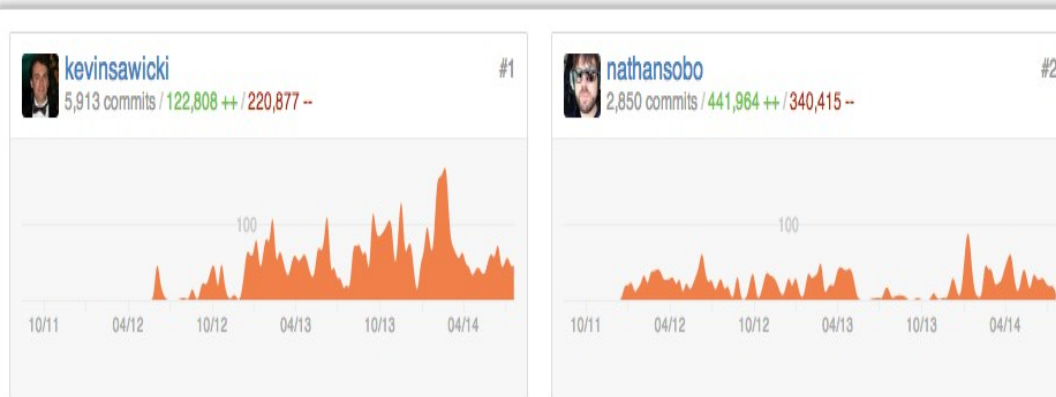 kevinsawicki #1
5,913 commits / 122,808 ++ / 220,877 --
100
10/11 04/12 10/12 04/13 10/13 04/14
nathansobo #2
2,850 commits / 441,964 ++ / 340,415 --
100
10/11 04/12 10/12 04/13 10/13 04/14